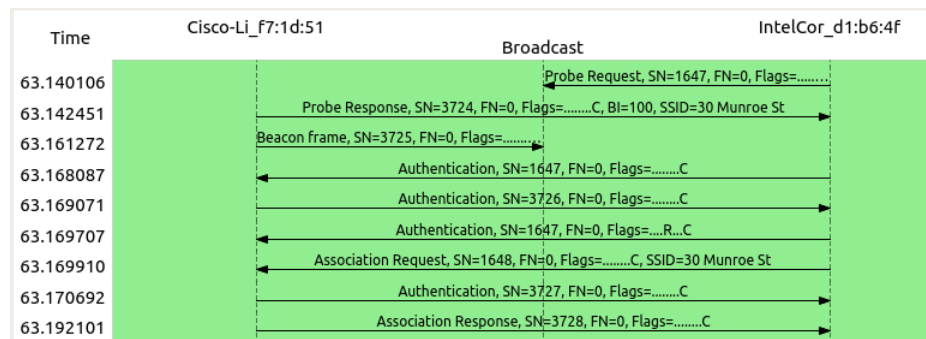 Time Cisco-Li_f7:1d:51 IntelCor_d1:b6:4f
Broadcast
63.140106 Probe Request, SN=1647, FN=0, Flags=........
63.142451 Probe Response, SN=3724, FN=0, Flags=........C, BI=100, SSID=30 Munroe St
63.161272 Beacon frame, SN=3725, FN=0, Flags=........
63.168087 Authentication, SN=1647, FN=0, Flags=........C
63.169071 Authentication, SN=3726, FN=0, Flags=........C
63.169707 Authentication, SN=1647, FN=0, Flags=....R...C
63.169910 Association Request, SN=1648, FN=0, Flags=........C, SSID=30 Munroe St
63.170692 Authentication, SN=3727, FN=0, Flags=........C
63.192101 Association Response, SN=3728, FN=0, Flags=........C